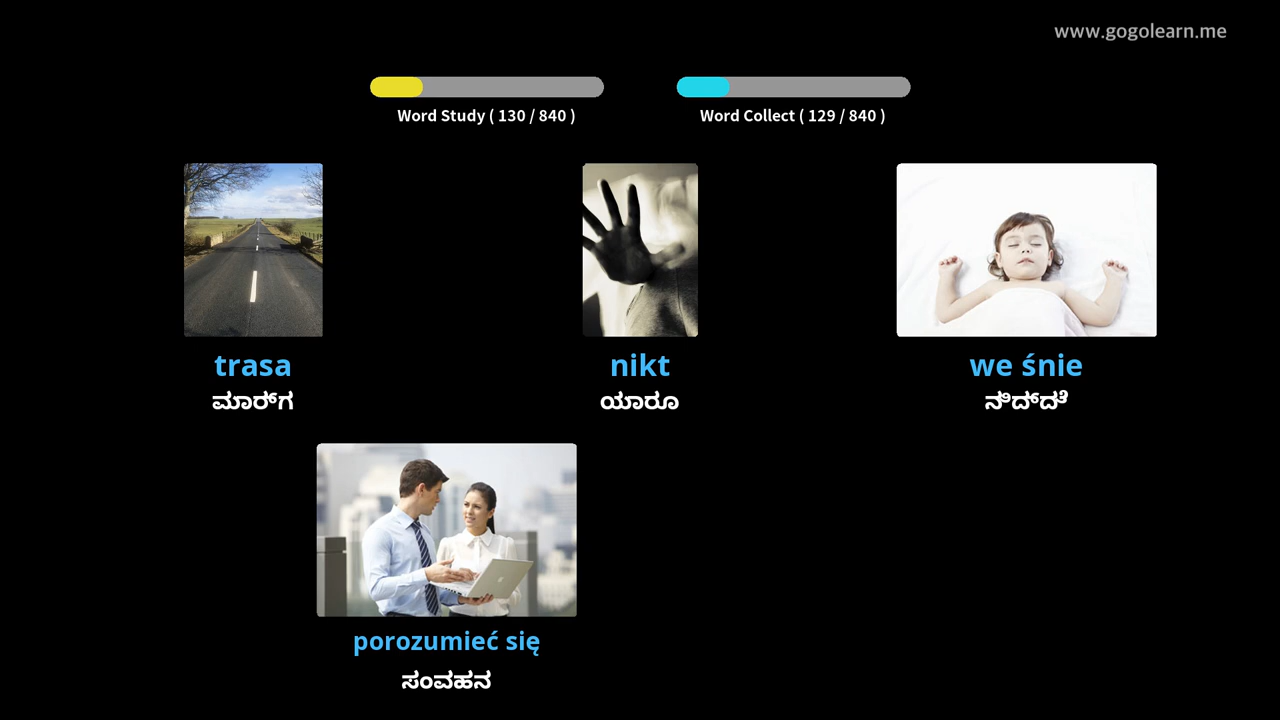 www.gogolearn.me
Word Study ( 130 / 840 )
Word Collect ( 129 / 840 )
trasa
ಮಾರ್ಗ
nikt
ಯಾರೂ
we śnie
ನಿದ್ದೆ
porozumieć się
ಸಂವಹನ